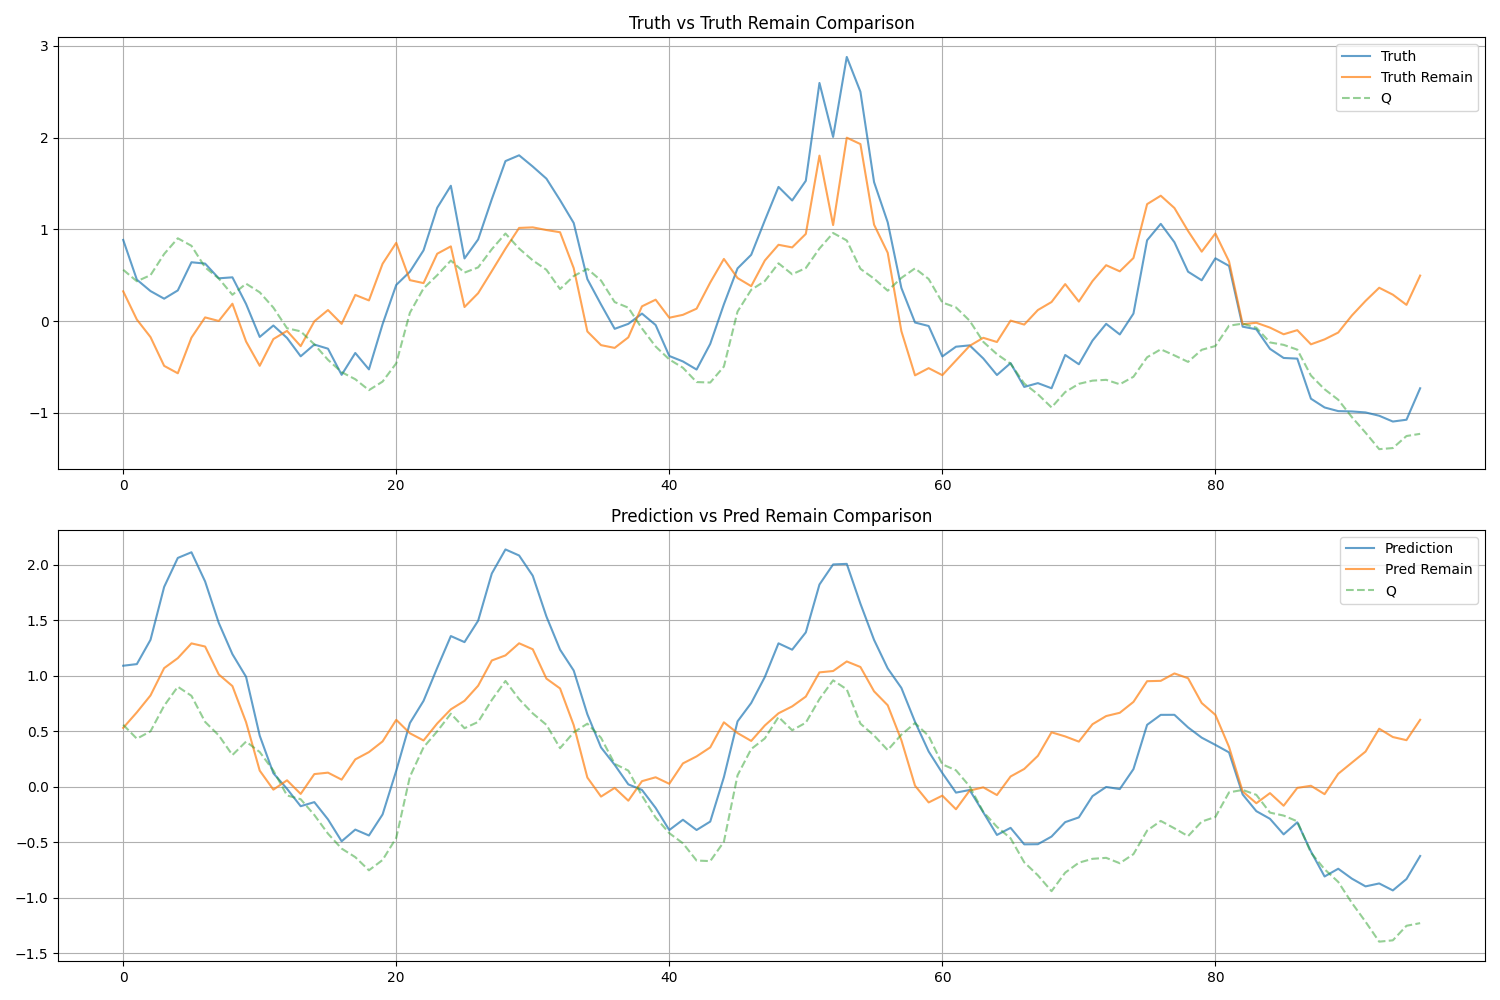 Truth vs Truth Remain Comparison
3
2
1
0
−1
Truth
Truth Remain
Q
0 20 40 60 80
Prediction vs Pred Remain Comparison
2.0
1.5
1.0
0.5
0.0
−0.5
−1.0
−1.5
Prediction
Pred Remain
Q
0 20 40 60 80